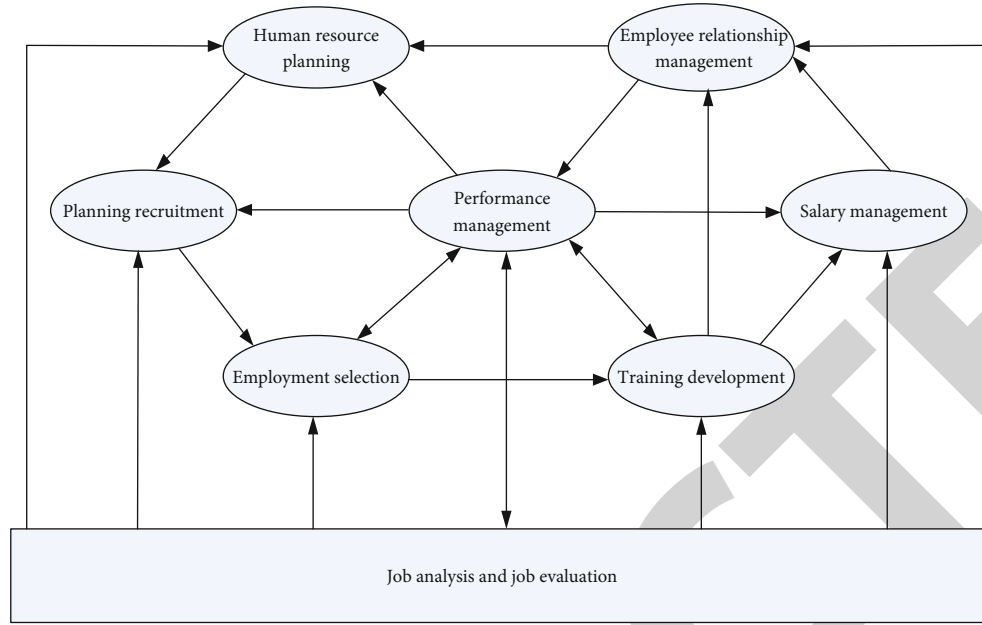 Human resource
planning
Employee relationship
management
Planning recruitment
Performance
management
Salary management
Employment selection
Training development
Job analysis and job evaluation